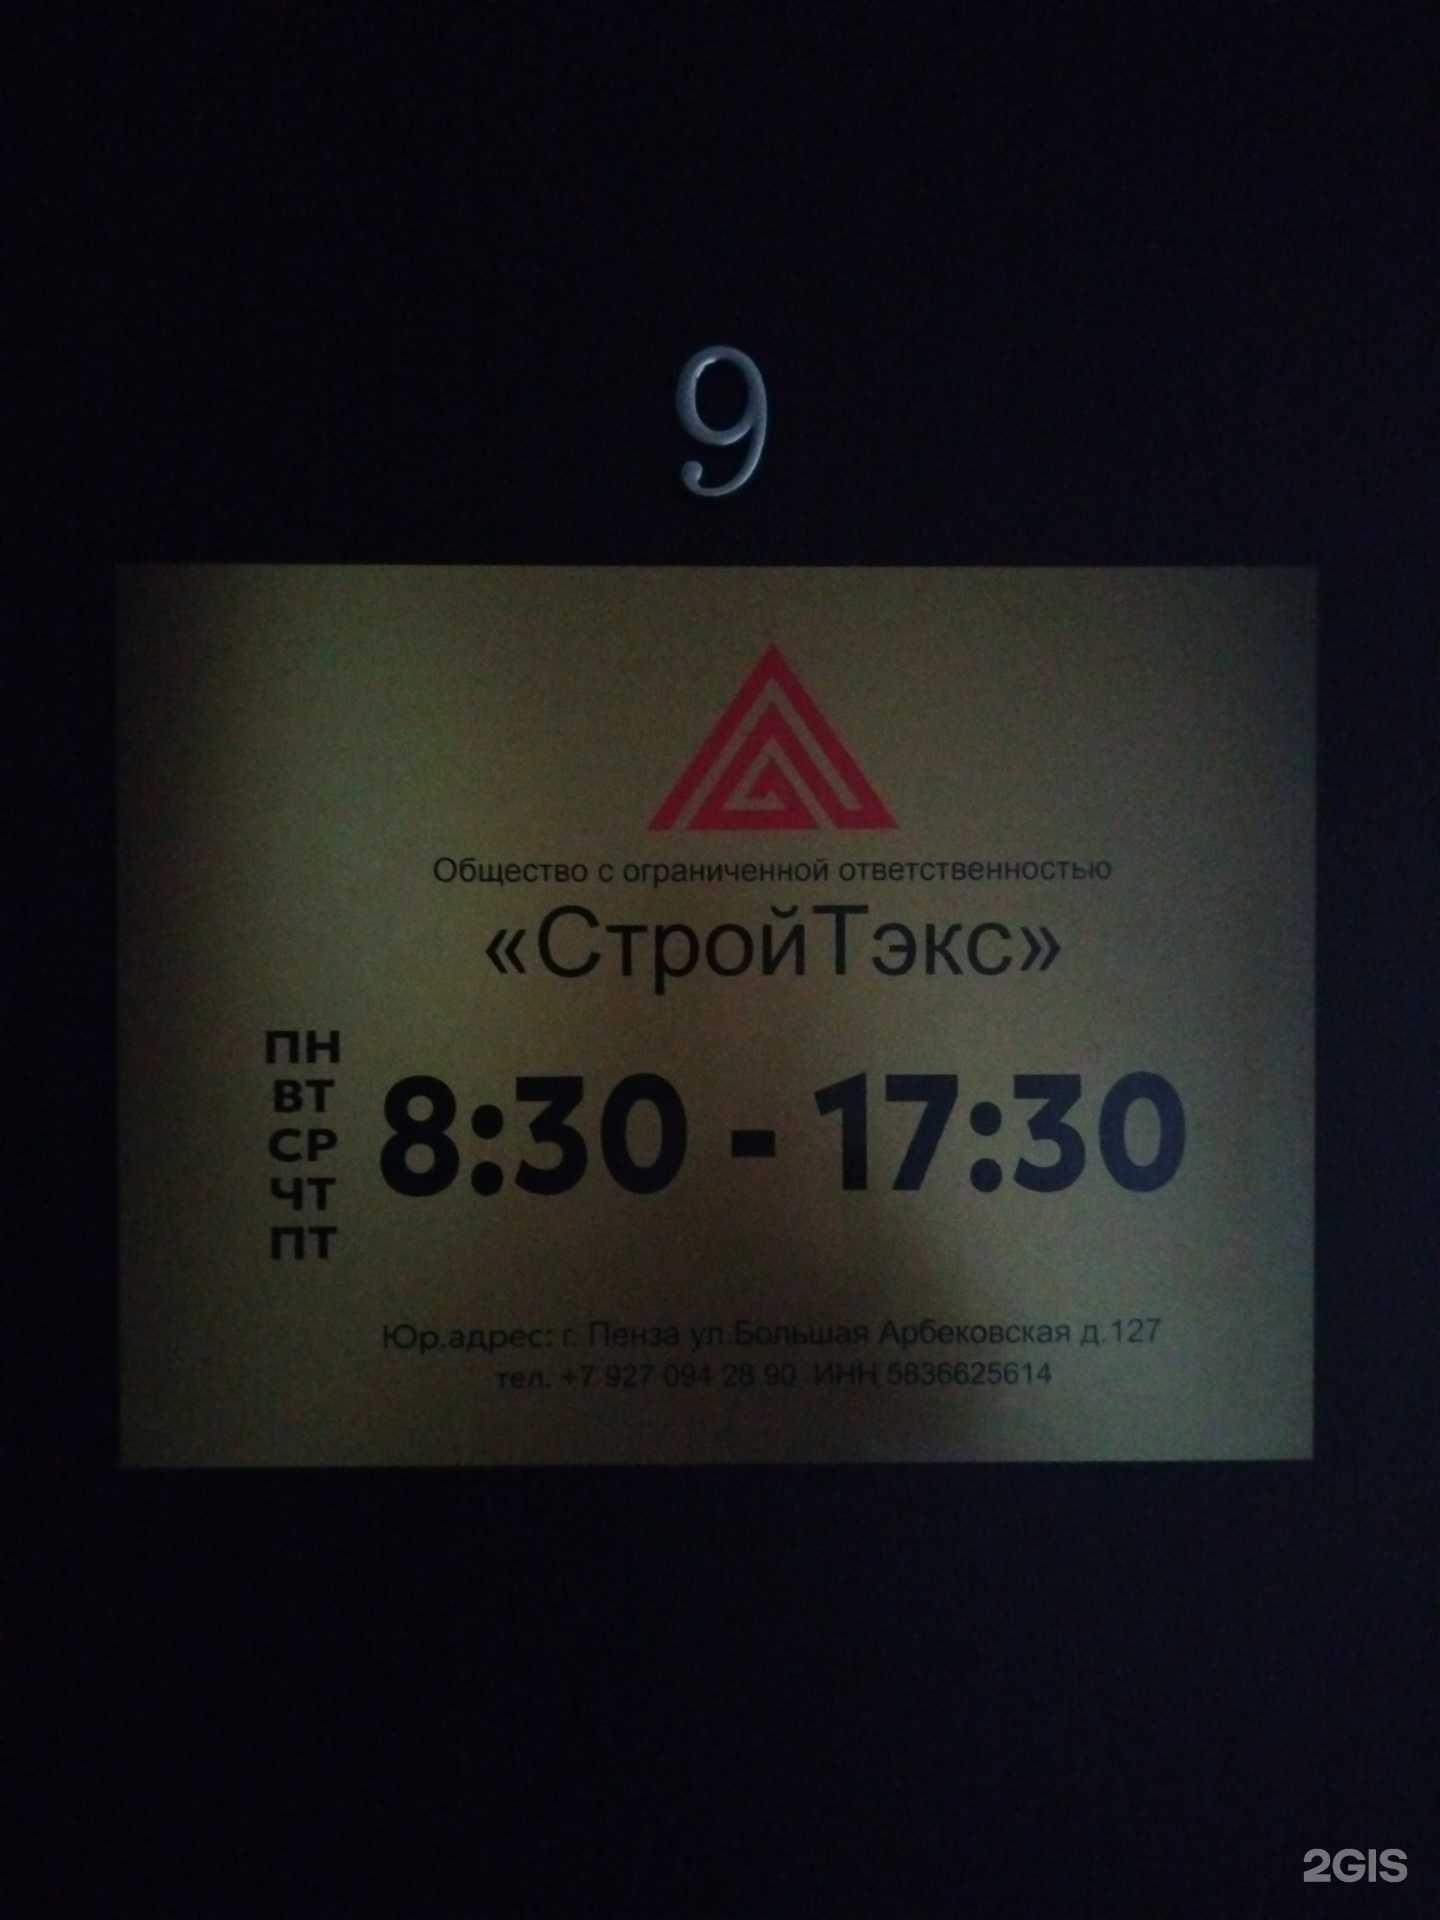 9
Общество с ограниченной ответственностью
«СтройТэкс»
ПН
ВТ
СР
ЧТ
ПТ
8:30 - 17:30
Юр.адрес: г. Пенза ул.Большая Арбековская д.127
тел. +7 927 094 28 90 ИНН 5836625614
2GIS